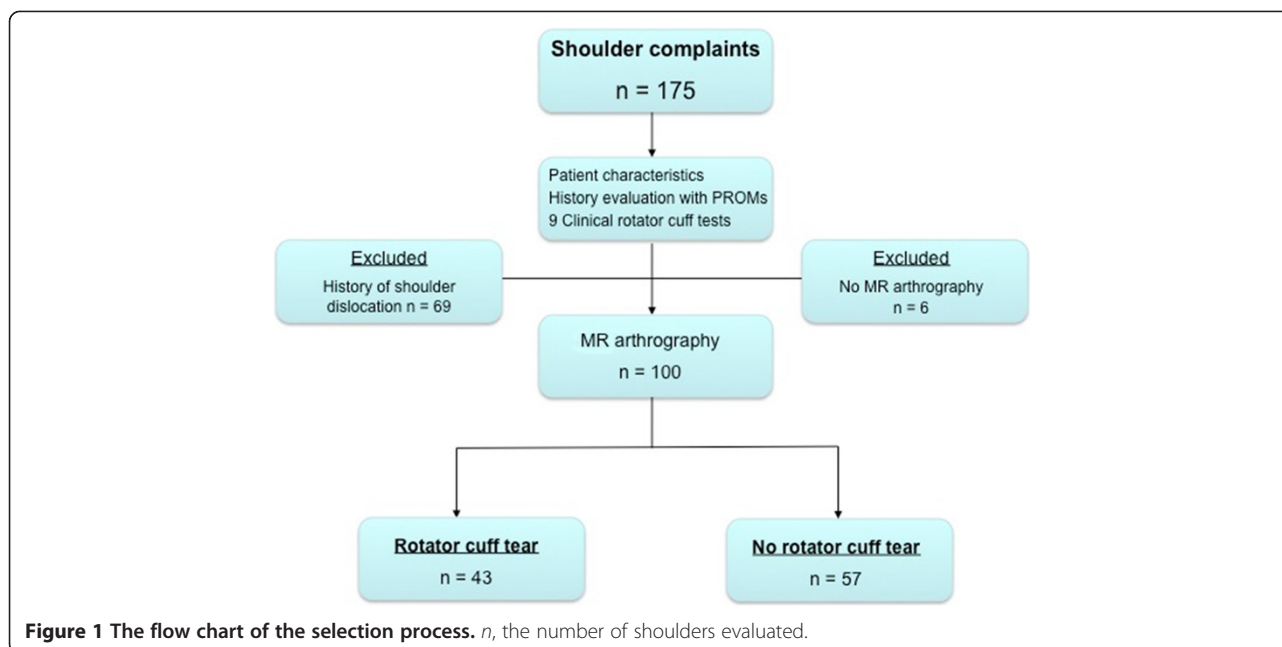 Shoulder complaints
n = 175
Patient characteristics
History evaluation with PROMs
9 Clinical rotator cuff tests
Excluded
History of shoulder
dislocation n = 69
Excluded
No MR arthrography
n = 6
MR arthrography
n = 100
Rotator cuff tear
n = 43
No rotator cuff tear
n = 57
Figure 1 The flow chart of the selection process. n, the number of shoulders evaluated.